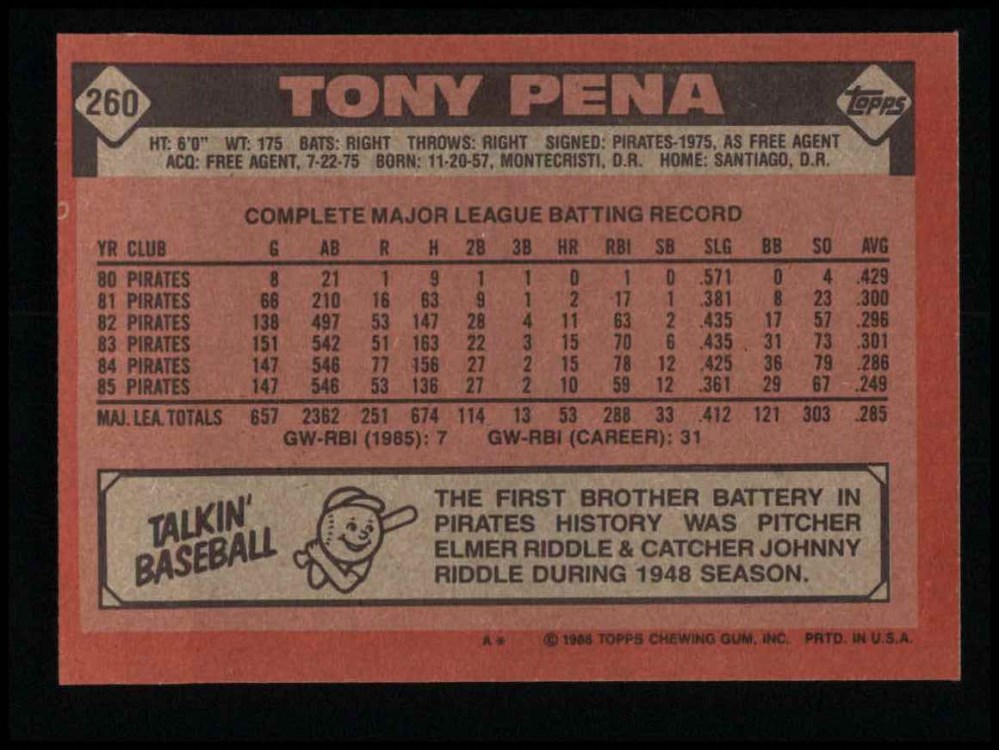 260 TONY PENA topps
HT: 6'0" WT: 175 BATS: RIGHT THROWS: RIGHT SIGNED: PIRATES-1975, AS FREE AGENT
ACQ: FREE AGENT, 7-22-75 BORN: 11-20-57, MONTECRISTI, D.R. HOME: SANTIAGO, D.R.
COMPLETE MAJOR LEAGUE BATTING RECORD
YR CLUB G AB R H 2B 3B HR RBI SB SLG BB SO AVG
80 PIRATES 8 21 1 9 1 1 0 1 0 .571 0 4 .429
81 PIRATES 66 210 16 63 9 1 2 17 1 .381 8 23 .300
82 PIRATES 138 497 53 147 28 4 11 63 2 .435 17 57 .296
83 PIRATES 151 542 51 163 22 3 15 70 6 .435 31 73 .301
84 PIRATES 147 546 77 156 27 2 15 78 12 .425 36 79 .286
85 PIRATES 147 546 53 136 27 2 10 59 12 .361 29 67 .249
MAJ. LEA. TOTALS 657 2362 251 674 114 13 53 288 33 .412 121 303 .285
GW-RBI (1985): 7 GW-RBI (CAREER): 31
TALKIN'
BASEBALL
THE FIRST BROTHER BATTERY IN
PIRATES HISTORY WAS PITCHER
ELMER RIDDLE & CATCHER JOHNNY
RIDDLE DURING 1948 SEASON.
A* © 1986 TOPPS CHEWING GUM, INC. PRTD. IN U.S.A.